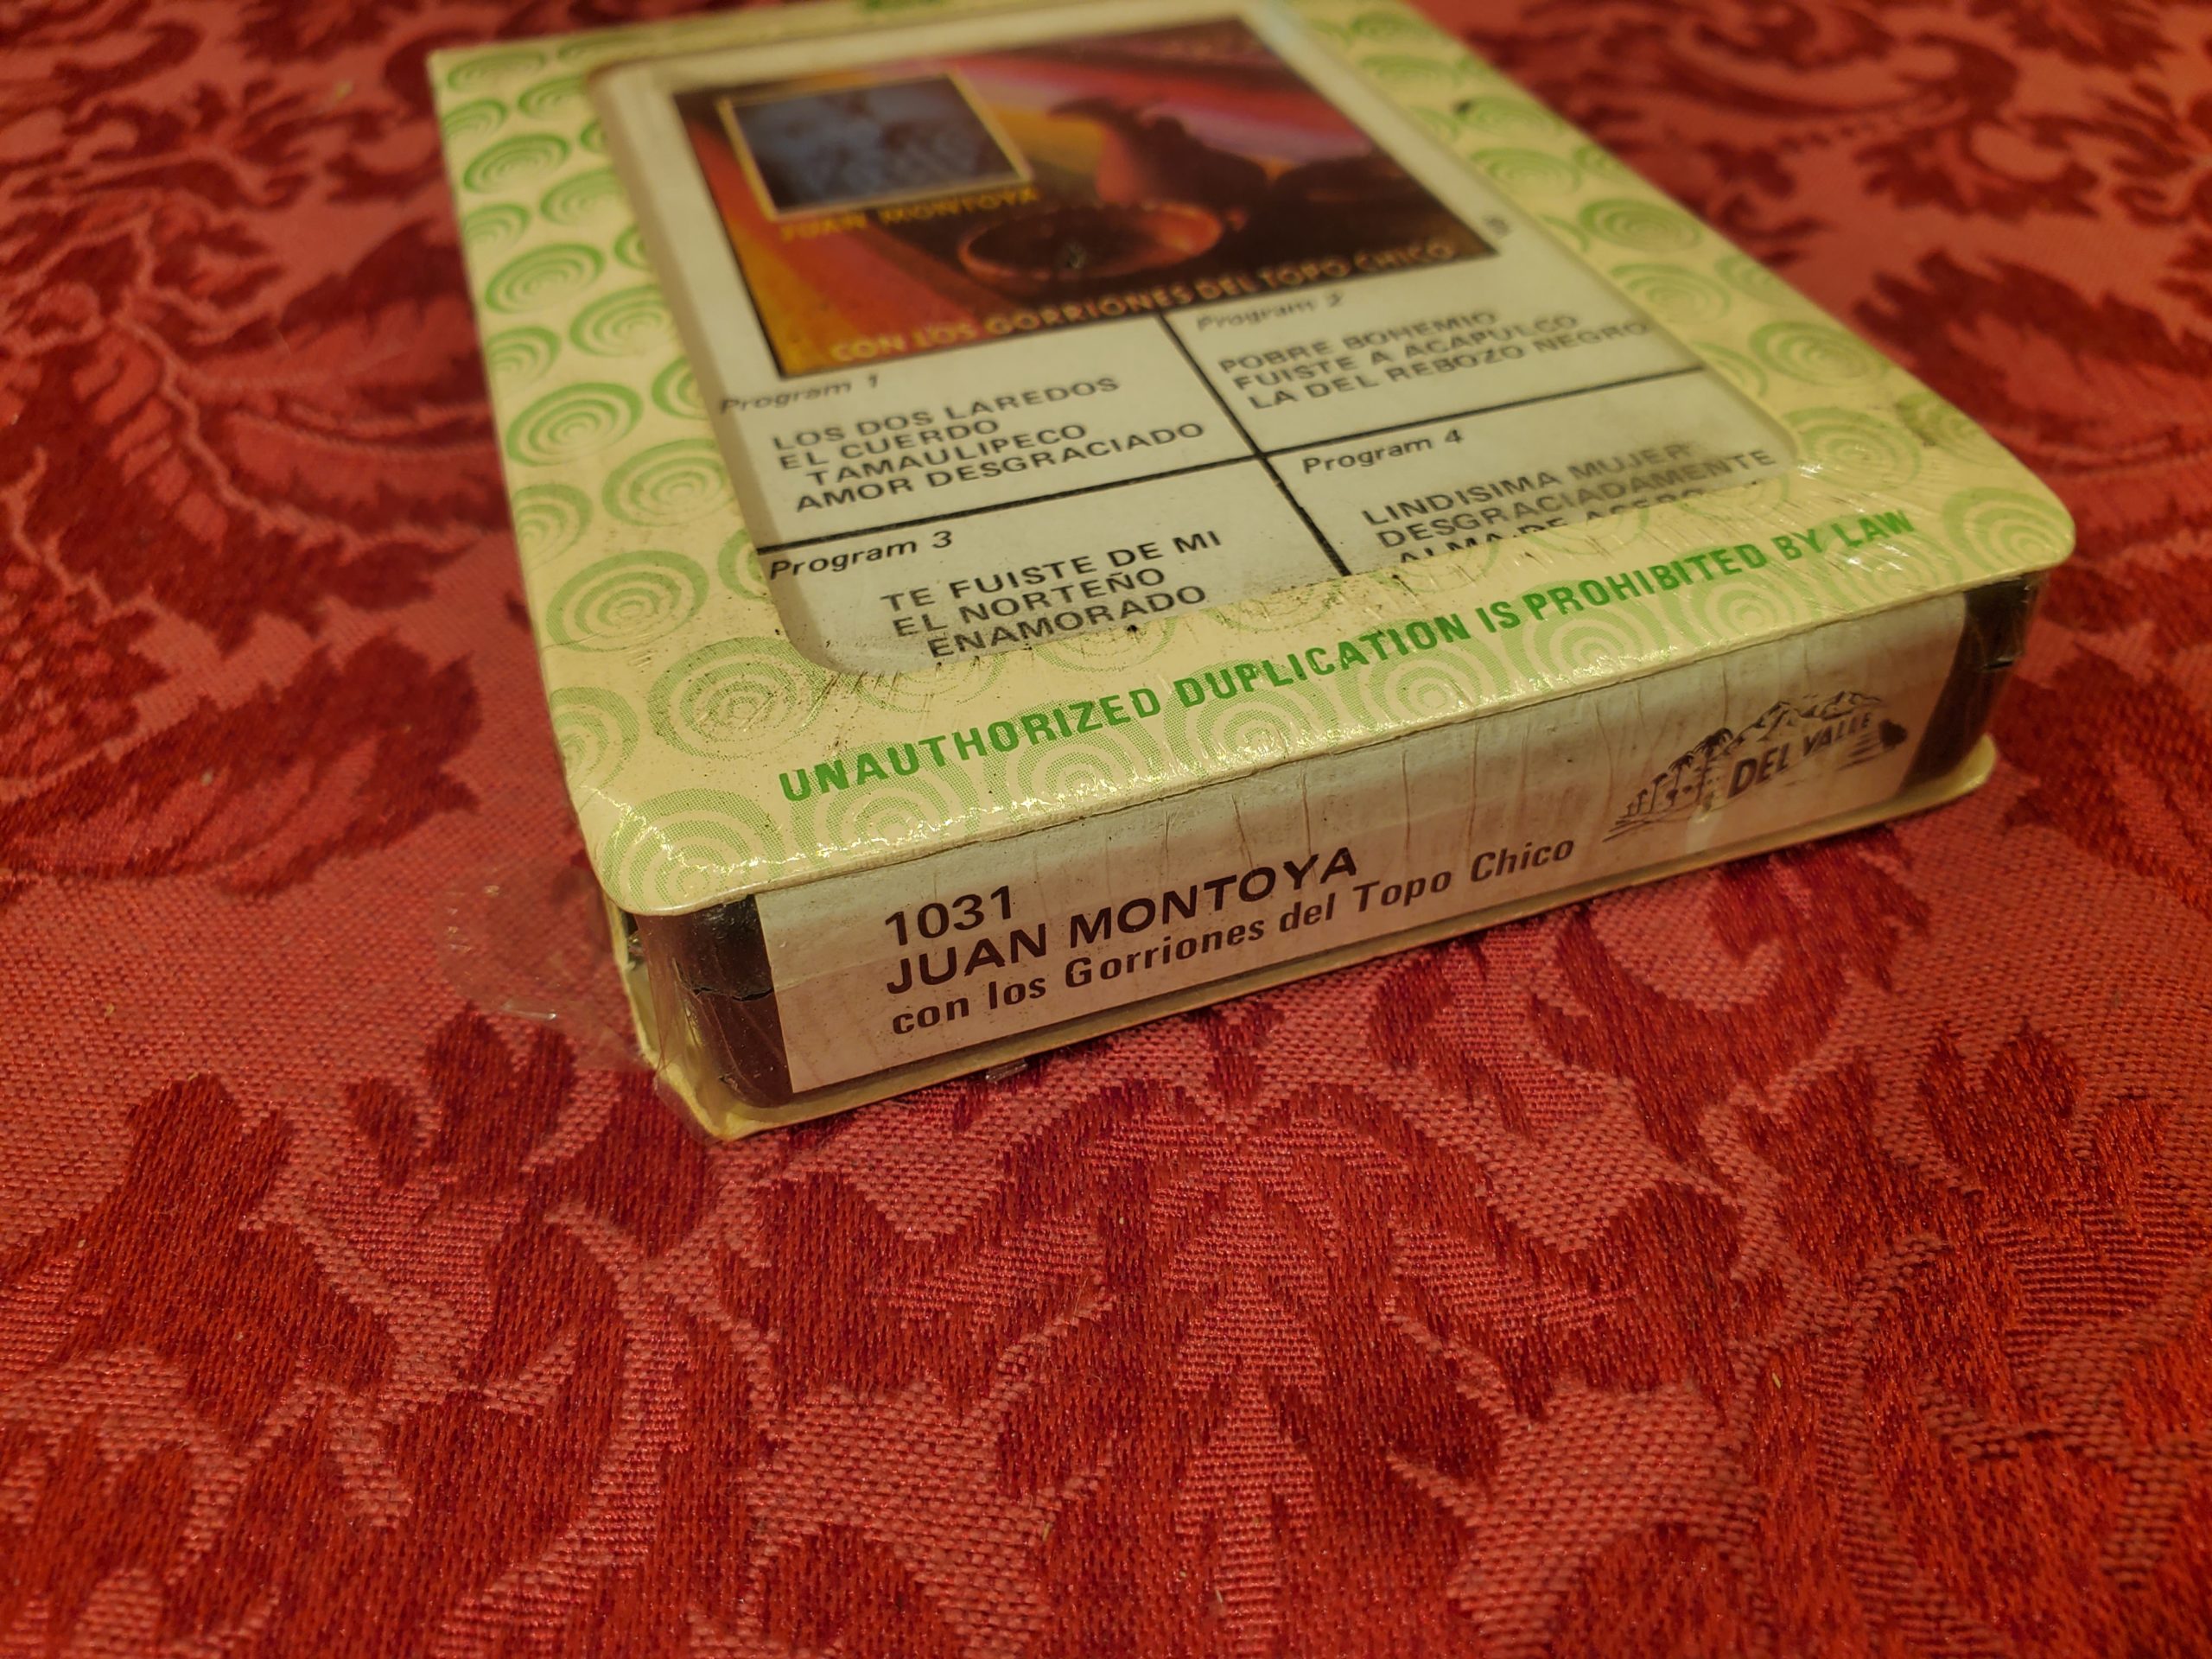 JUAN MONTOYA
CON LOS GORRIONES DEL TOPO CHICO
Program 1
LOS DOS LAREDOS
EL CUERDO
TAMAULIPECO
AMOR DESGRACIADO
Program 2
POBRE BOHEMIO
FUISTE A ACAPULCO
LA DEL REBOZO NEGRO
Program 3
TE FUISTE DE MI
EL NORTEÑO
ENAMORADO
Program 4
LINDISIMA MUJER
DESGRACIADAMENTE
ALMA DE ACERO
UNAUTHORIZED DUPLICATION IS PROHIBITED BY LAW
1031
JUAN MONTOYA
con los Gorriones del Topo Chico
DEL VALLE